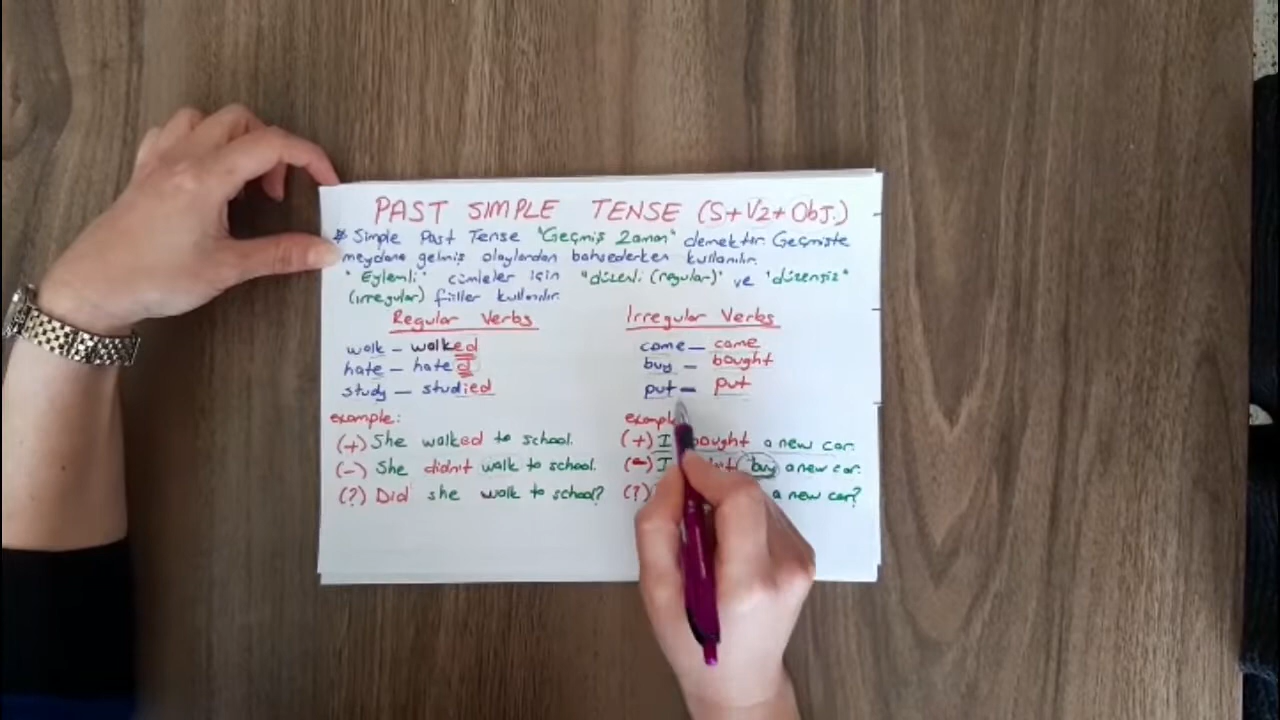 PAST SIMPLE TENSE (S+V2+Obj.)
* Simple Past Tense "Geçmiş Zaman" demektir. Geçmişte
meydana gelmiş olaylardan bahsederken kullanılır.
"Eylemli" cümleler için "düzenli (regular)" ve "düzensiz"
(irregular) fiiller kullanılır.
Regular Verbs
walk - walked
hate - hated
study - studied
example:
(+) She walked to school.
(-) She didn't walk to school.
(?) Did she walk to school?
Irregular Verbs
come - came
buy - bought
put - put
exampl
(+) I bought a new car.
(-) I buy a new car.
(?) a new car?